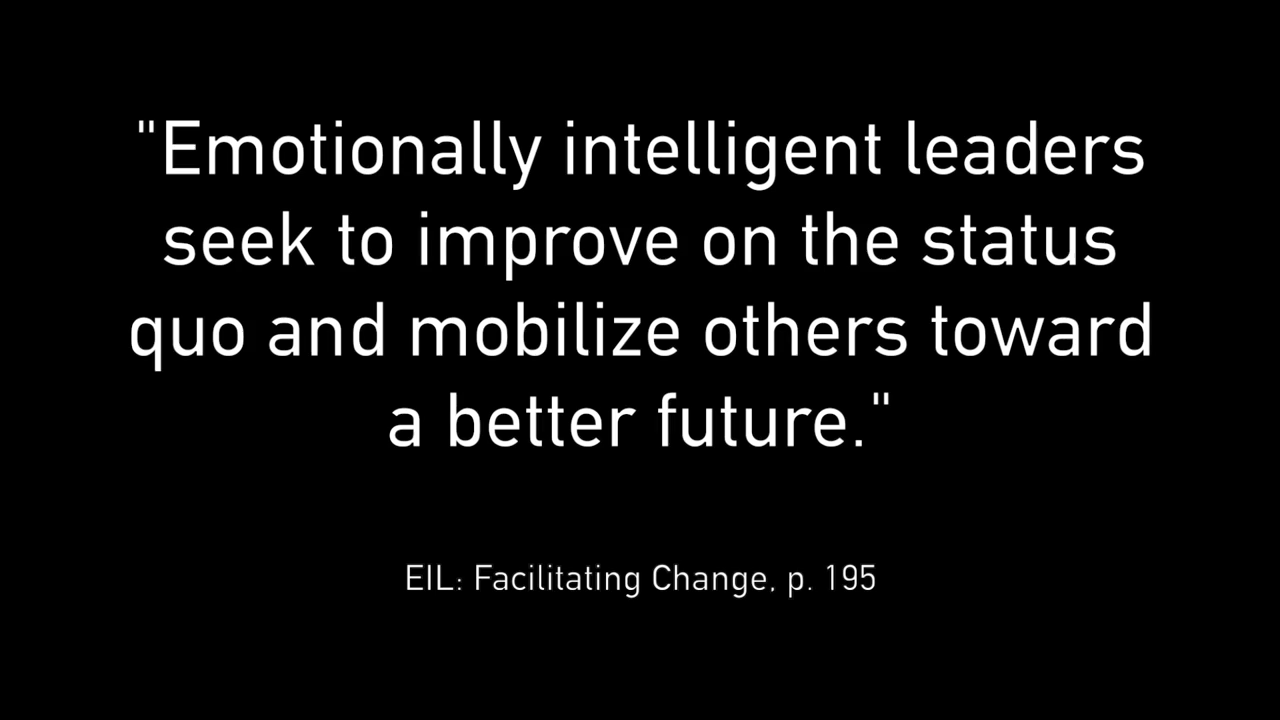 "Emotionally intelligent leaders
seek to improve on the status
quo and mobilize others toward
a better future."
EIL: Facilitating Change, p. 195